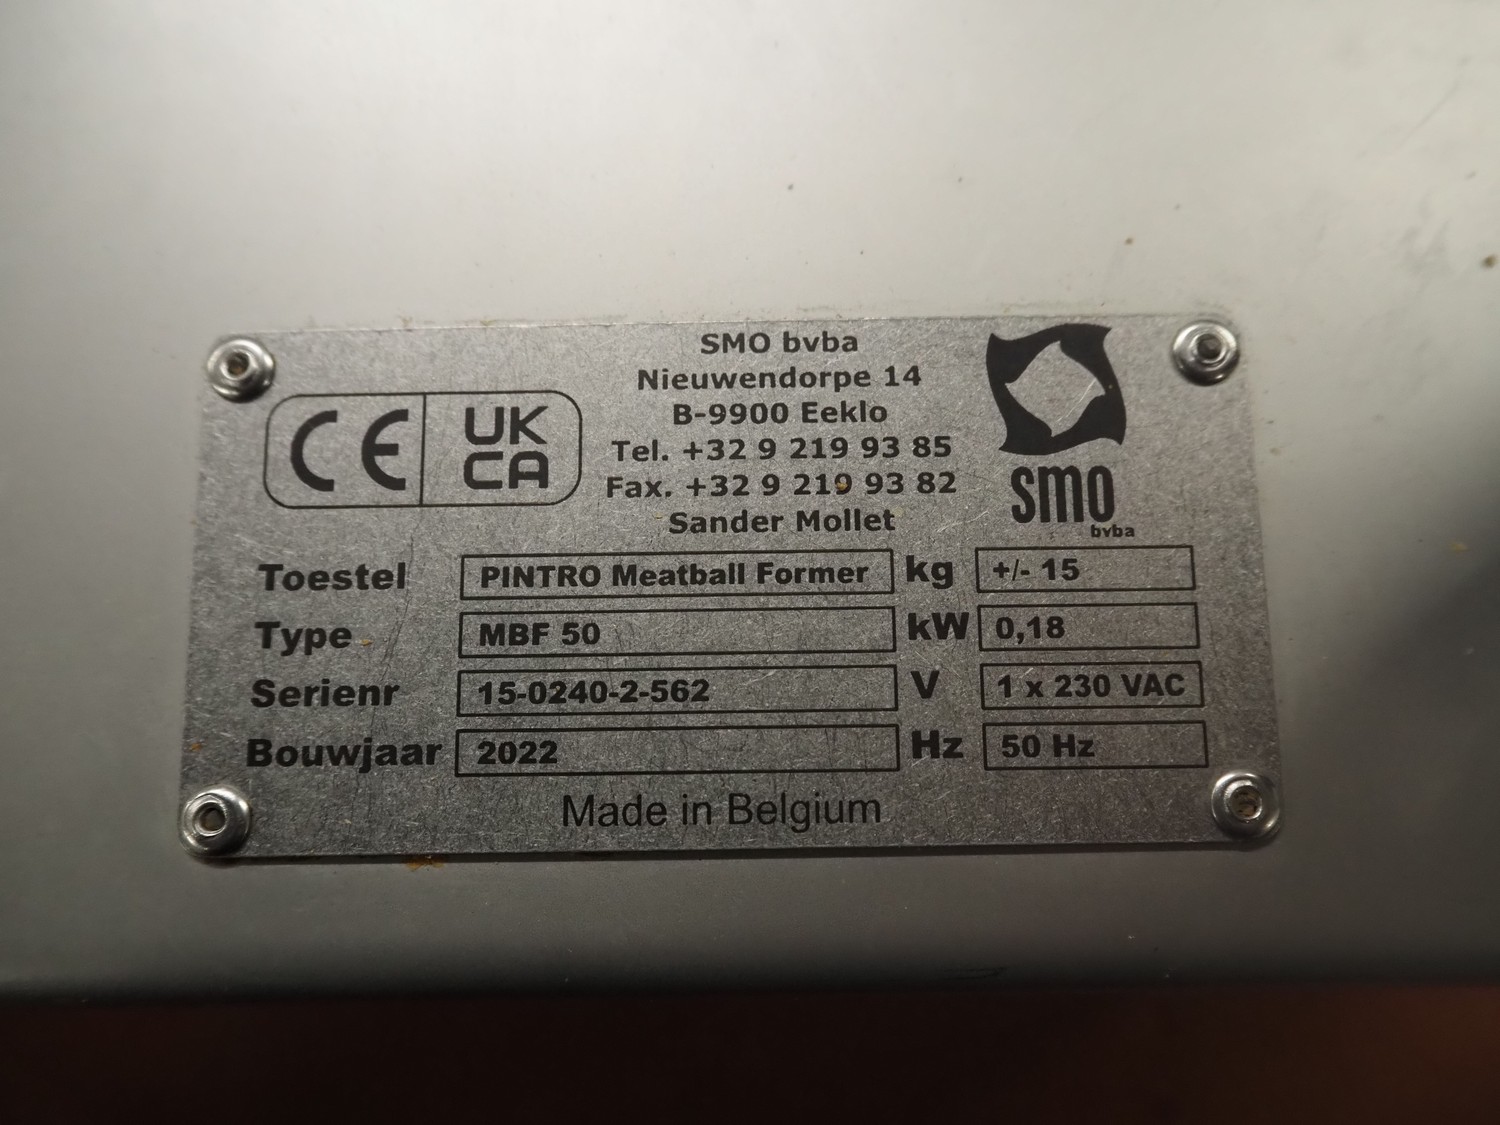 SMO bvba
Nieuwendorpe 14
B-9900 Eeklo
Tel. +32 9 219 93 85
Fax. +32 9 219 93 82
Sander Mollet
CE UK
CA
smo
bvba
Toestel PINTRO Meatball Former kg +/- 15
Type MBF 50 kW 0,18
Serienr 15-0240-2-562 V 1 x 230 VAC
Bouwjaar 2022 Hz 50 Hz
Made in Belgium